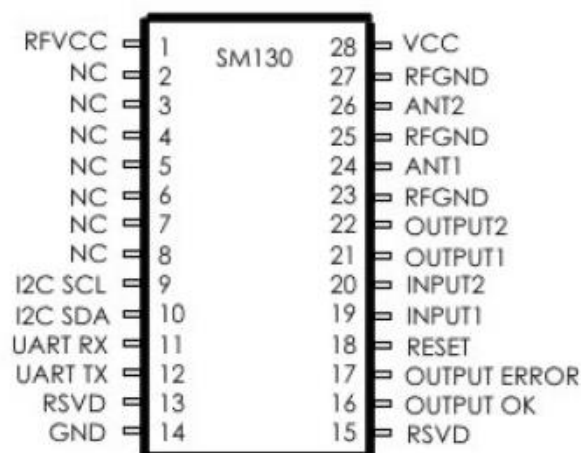 RFVCC 1 SM130 28 VCC
NC 2 27 RFGND
NC 3 26 ANT2
NC 4 25 RFGND
NC 5 24 ANT1
NC 6 23 RFGND
NC 7 22 OUTPUT2
NC 8 21 OUTPUT1
I2C SCL 9 20 INPUT2
I2C SDA 10 19 INPUT1
UART RX 11 18 RESET
UART TX 12 17 OUTPUT ERROR
RSVD 13 16 OUTPUT OK
GND 14 15 RSVD